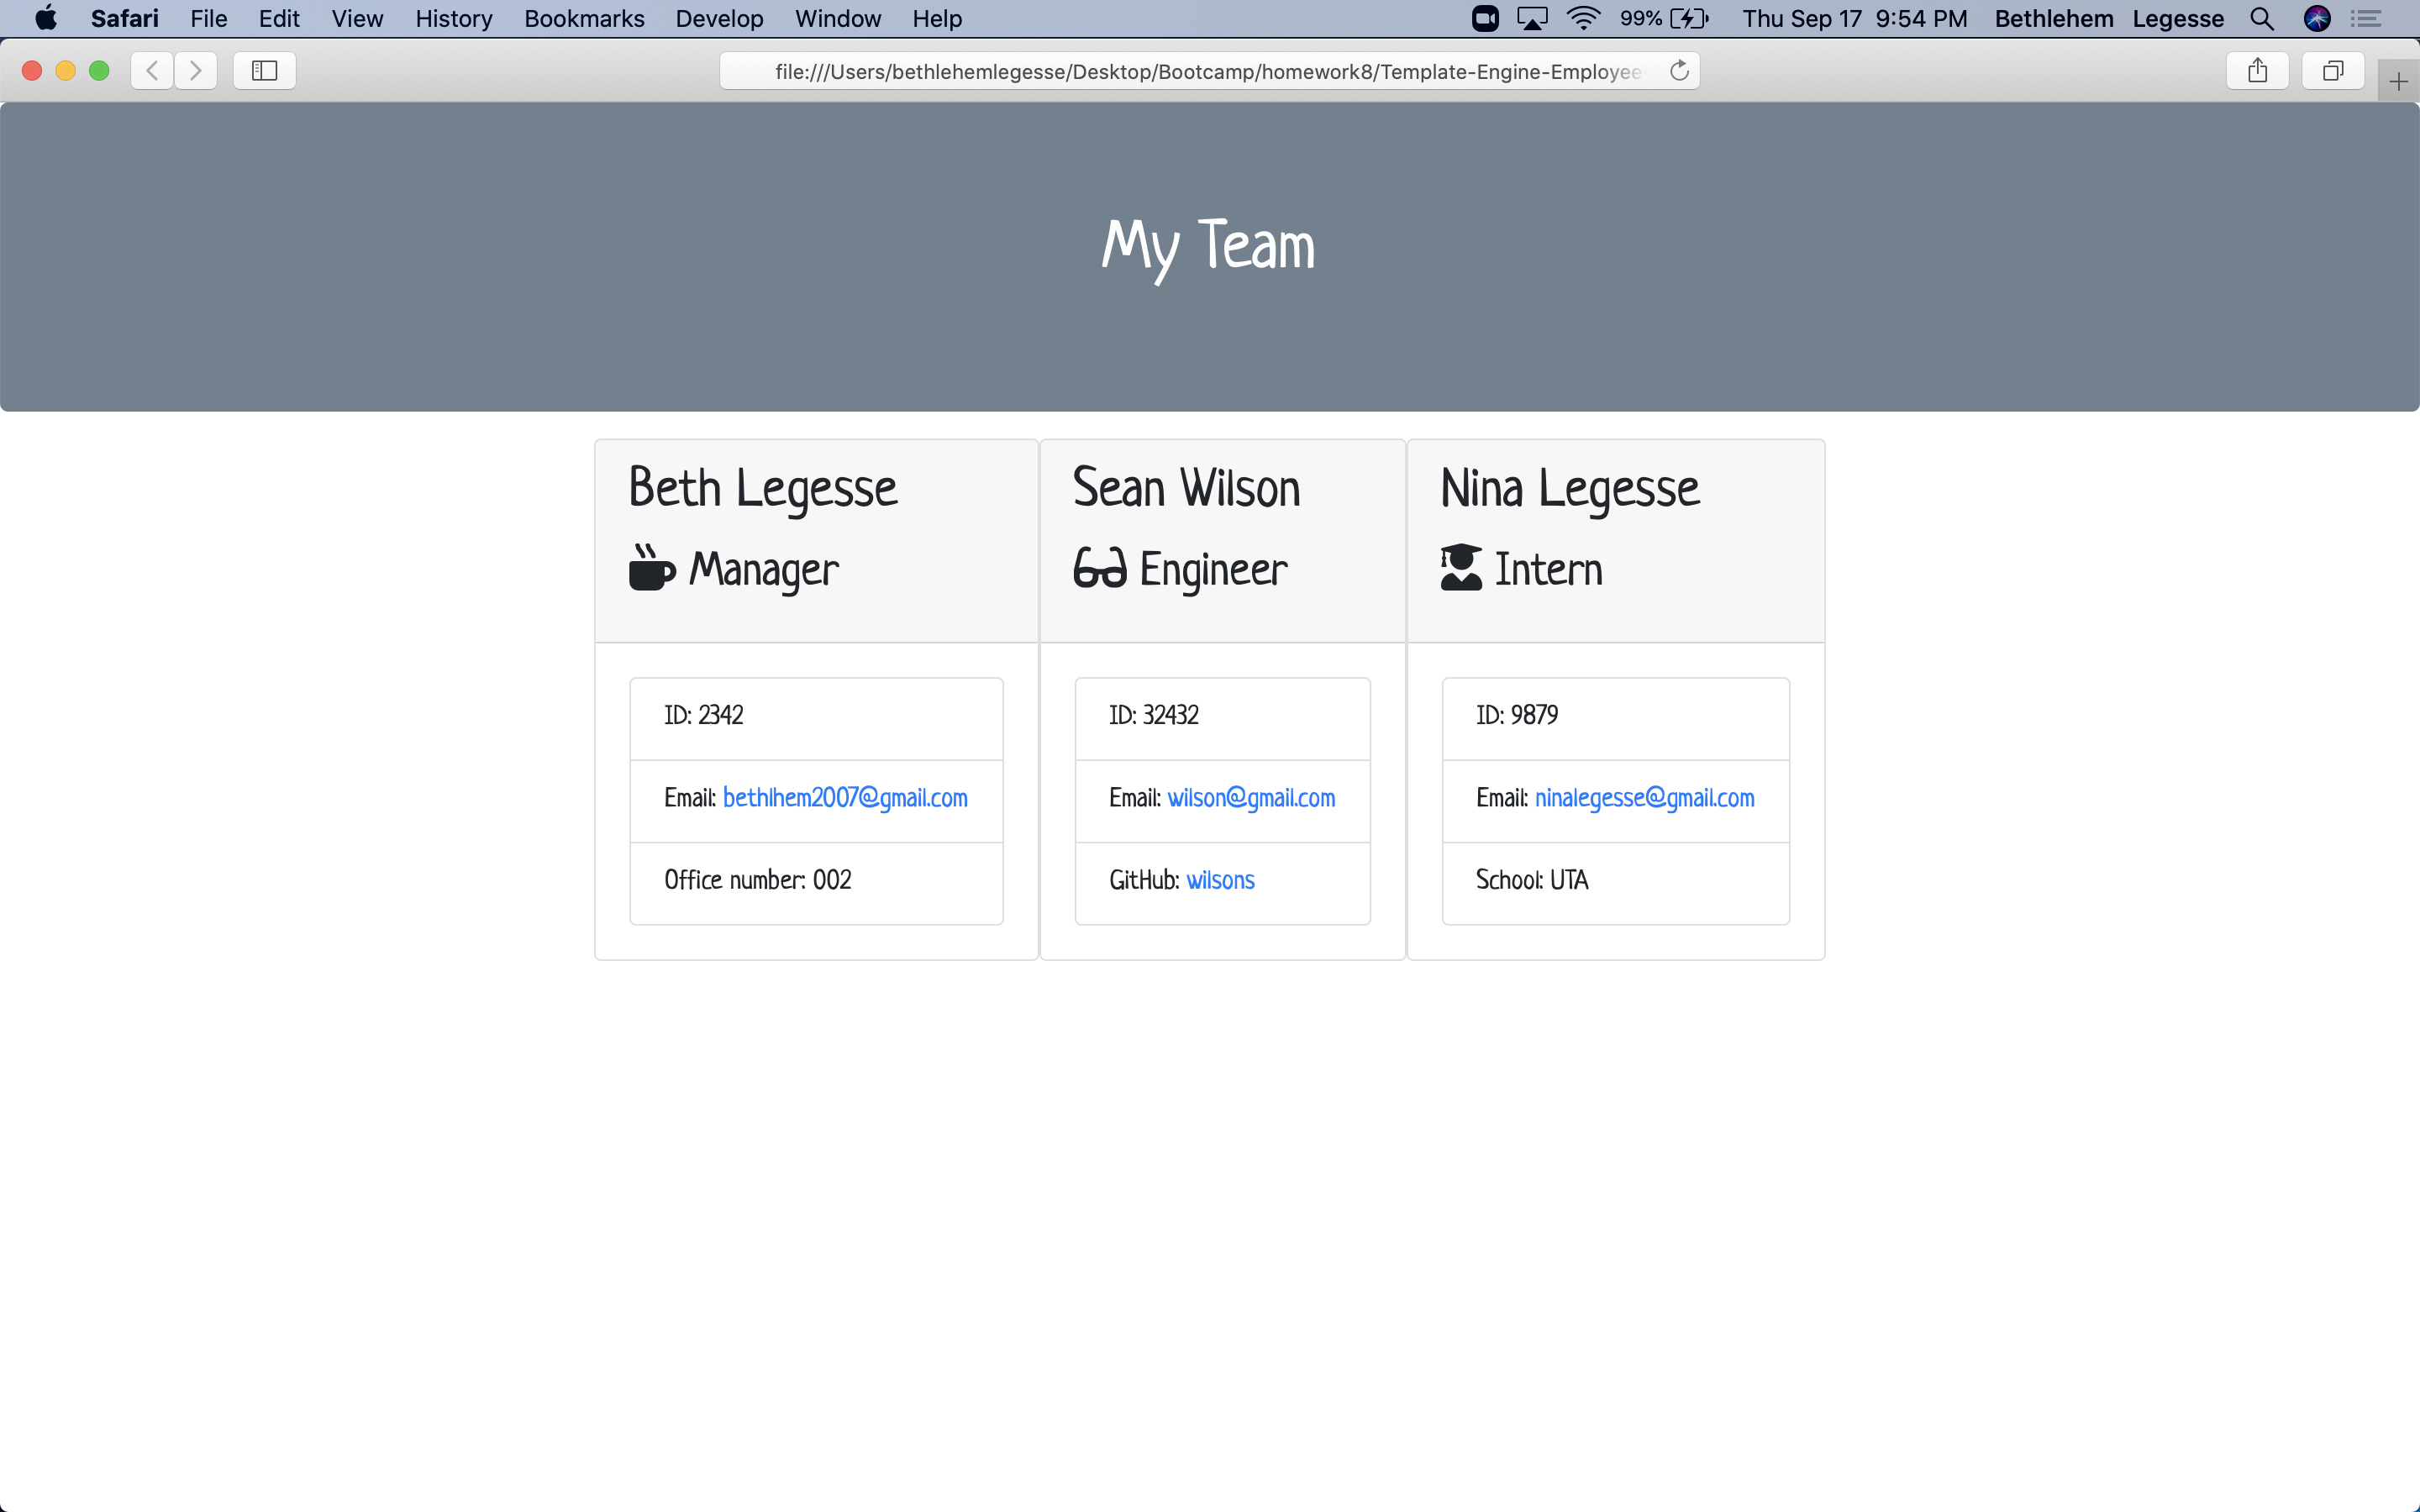 Safari File Edit View History Bookmarks Develop Window Help 99% Thu Sep 17 9:54 PM Bethlehem Legesse
file:///Users/bethlehemlegesse/Desktop/Bootcamp/homework8/Template-Engine-Employee
My Team
Beth Legesse
Manager
ID: 2342
Email: bethlhem2007@gmail.com
Office number: 002
Sean Wilson
Engineer
ID: 32432
Email: wilson@gmail.com
GitHub: wilsons
Nina Legesse
Intern
ID: 9879
Email: ninalegesse@gmail.com
School: UTA